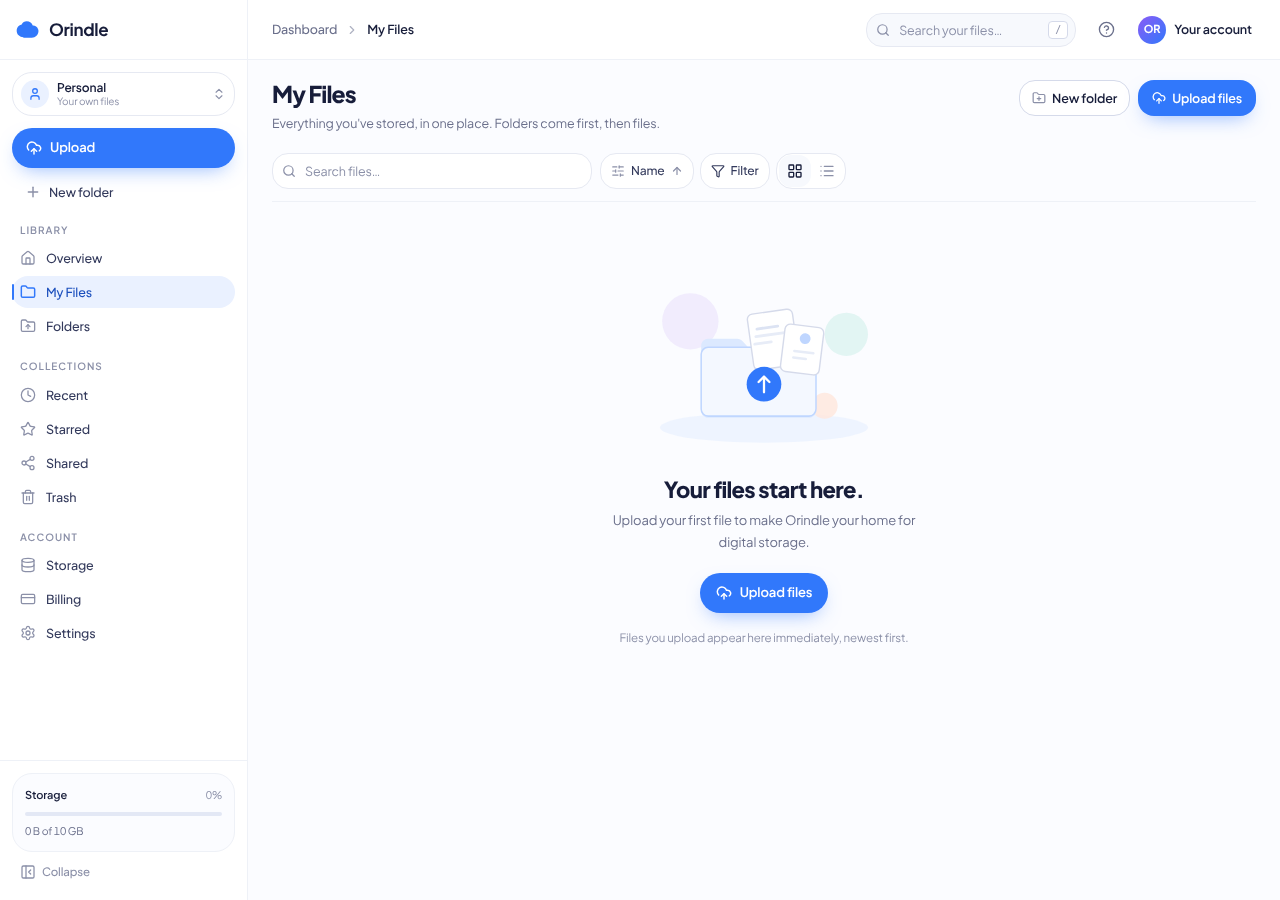 Orindle
Dashboard
My Files
Search your files...
/
OR
Your account
Personal
Your own files
Upload
New folder
LIBRARY
Overview
My Files
Folders
COLLECTIONS
Recent
Starred
Shared
Trash
ACCOUNT
Storage
Billing
Settings
Storage
0%
0 B of 10 GB
Collapse
My Files
Everything you've stored, in one place. Folders come first, then files.
New folder
Upload files
Search files...
Name
Filter
Your files start here.
Upload your first file to make Orindle your home for
digital storage.
Upload files
Files you upload appear here immediately, newest first.